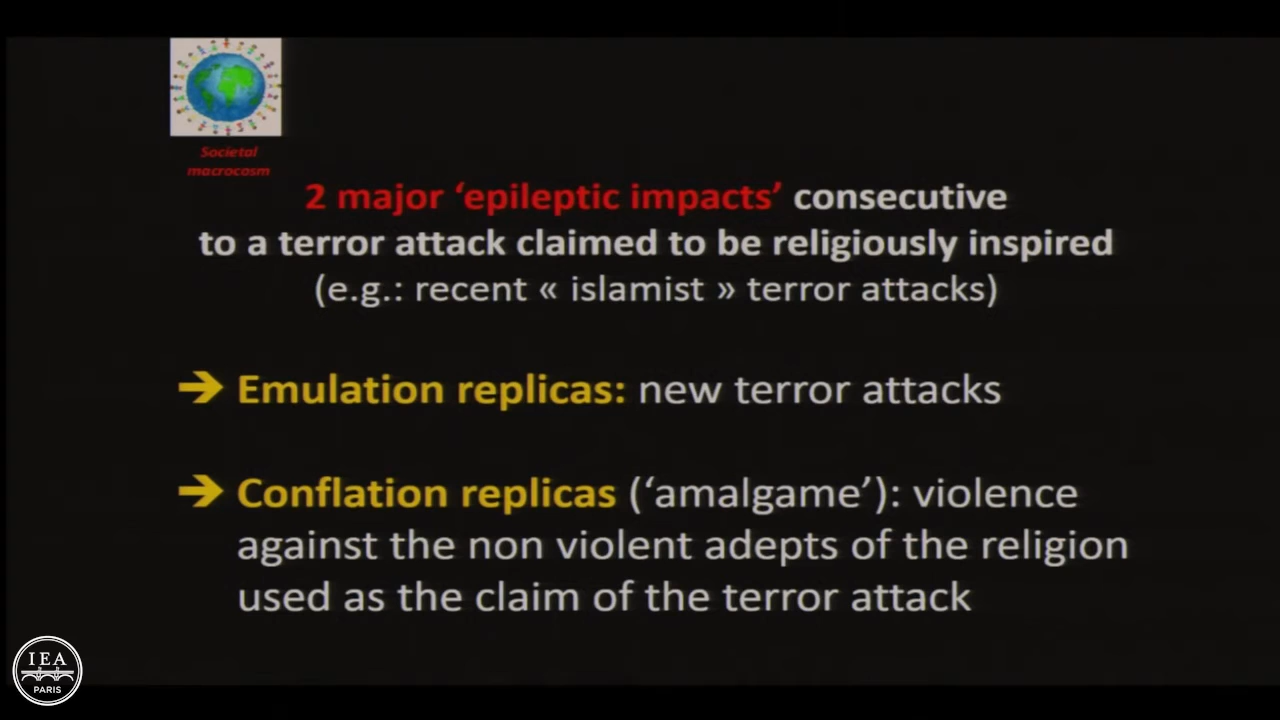 Societal
macrocosm
2 major ‘epileptic impacts’ consecutive
to a terror attack claimed to be religiously inspired
(e.g.: recent « islamist » terror attacks)
➔ Emulation replicas: new terror attacks
➔ Conflation replicas (‘amalgame’): violence
against the non violent adepts of the religion
used as the claim of the terror attack
IEA
PARIS